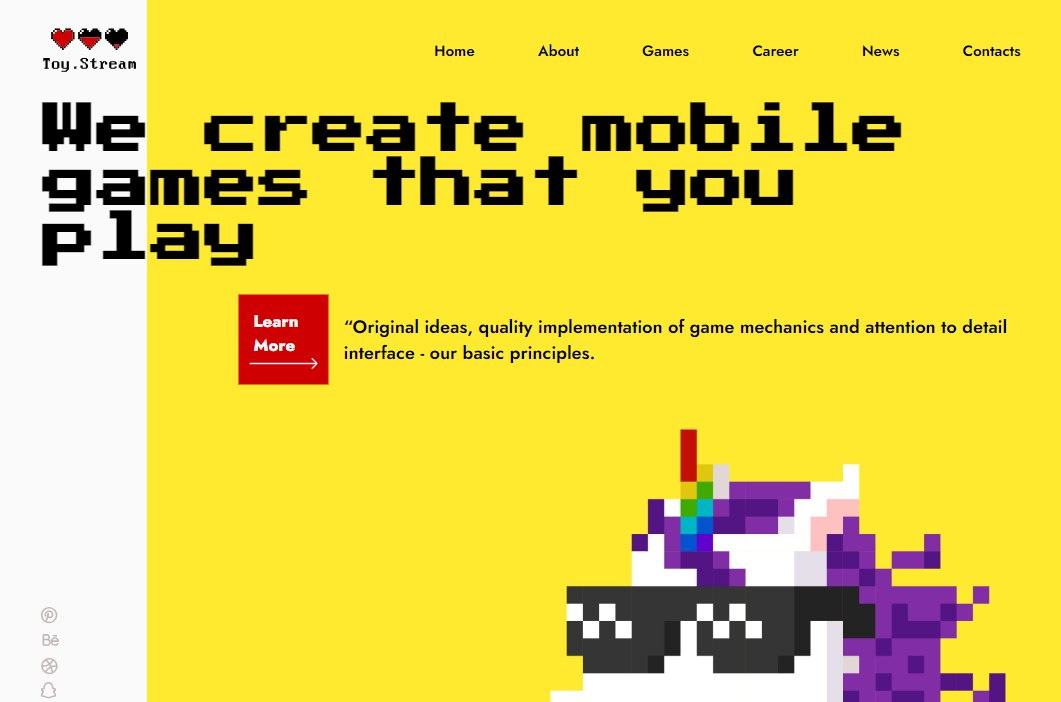 Toy.Stream
Home About Games Career News Contacts
We create mobile
games that you
play
Learn
More
“Original ideas, quality implementation of game mechanics and attention to detail
interface - our basic principles.
Bē